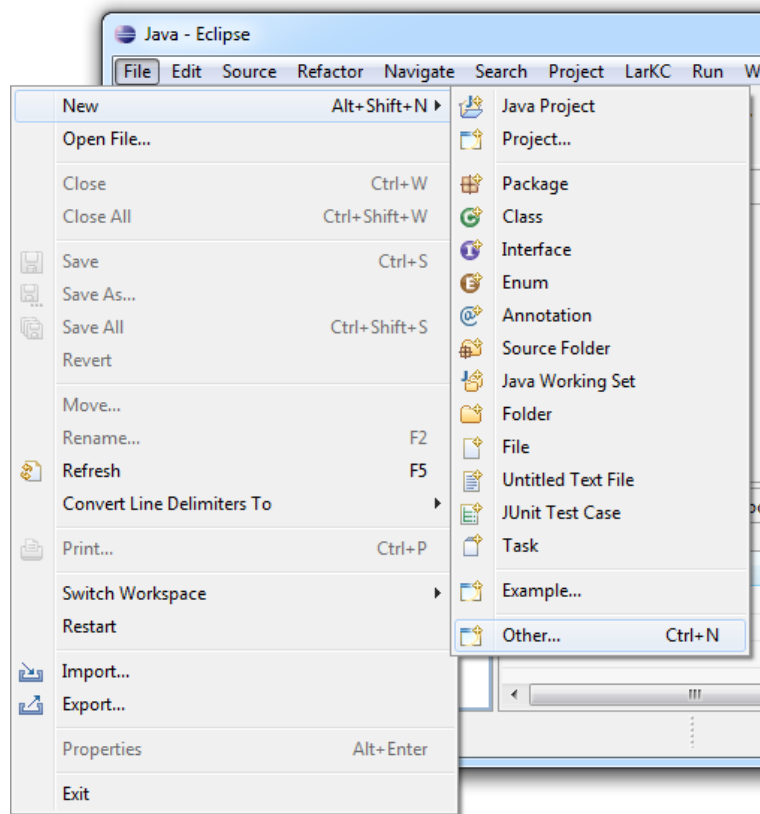 Java - Eclipse
File Edit Source Refactor Navigate Search Project LarKC Run W
New Alt+Shift+N
Open File...
Close Ctrl+W
Close All Ctrl+Shift+W
Save Ctrl+S
Save As...
Save All Ctrl+Shift+S
Revert
Move...
Rename... F2
Refresh F5
Convert Line Delimiters To
Print... Ctrl+P
Switch Workspace
Restart
Import...
Export...
Properties Alt+Enter
Exit
Java Project
Project...
Package
Class
Interface
Enum
Annotation
Source Folder
Java Working Set
Folder
File
Untitled Text File
JUnit Test Case
Task
Example...
Other... Ctrl+N